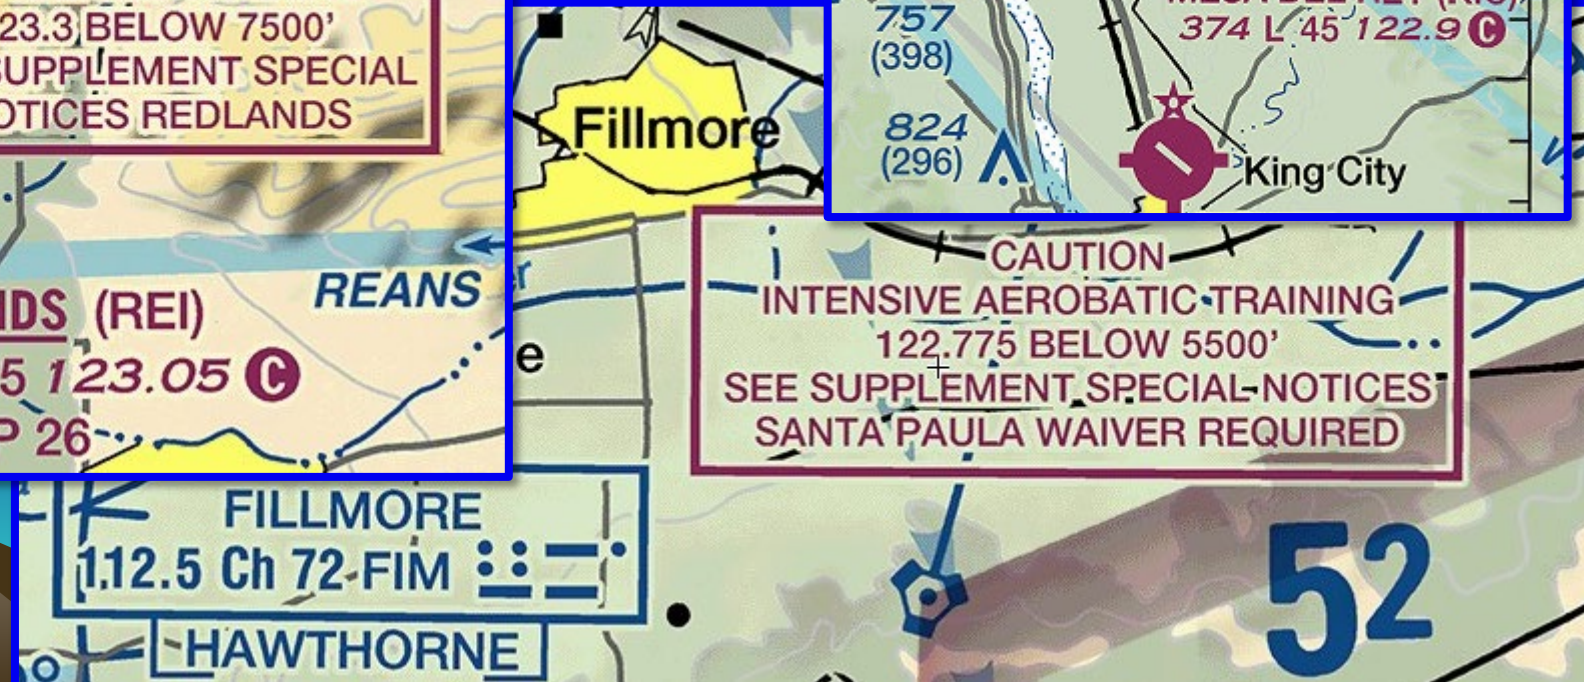 23.3 BELOW 7500'
SUPPLEMENT SPECIAL
OTICES REDLANDS
REANS
NDS (REI)
5 123.05 C
P 26
Fillmore
er
e
757
(398)
824
(296)
374 L 45 122.9 C
King City
CAUTION
INTENSIVE AEROBATIC TRAINING
122.775 BELOW 5500'
SEE SUPPLEMENT SPECIAL NOTICES
SANTA PAULA WAIVER REQUIRED
FILLMORE
112.5 Ch 72 FIM
HAWTHORNE
52